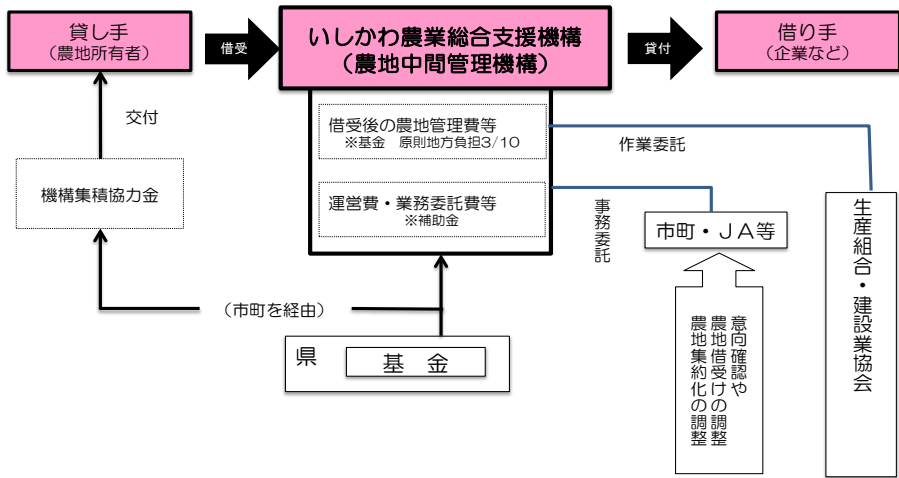 貸し手
(農地所有者)
借受
いしかわ農業総合支援機構
(農地中間管理機構)
貸付
借り手
(企業など)
交付
借受後の農地管理費等
※基金 原則地方負担3/10
作業委託
機構集積協力金
運営費・業務委託費等
※補助金
事務委託
市町・JA等
生産組合・建設業協会
(市町を経由)
意向確認や
農地借受けの調整
農地集約化の調整
県
基 金